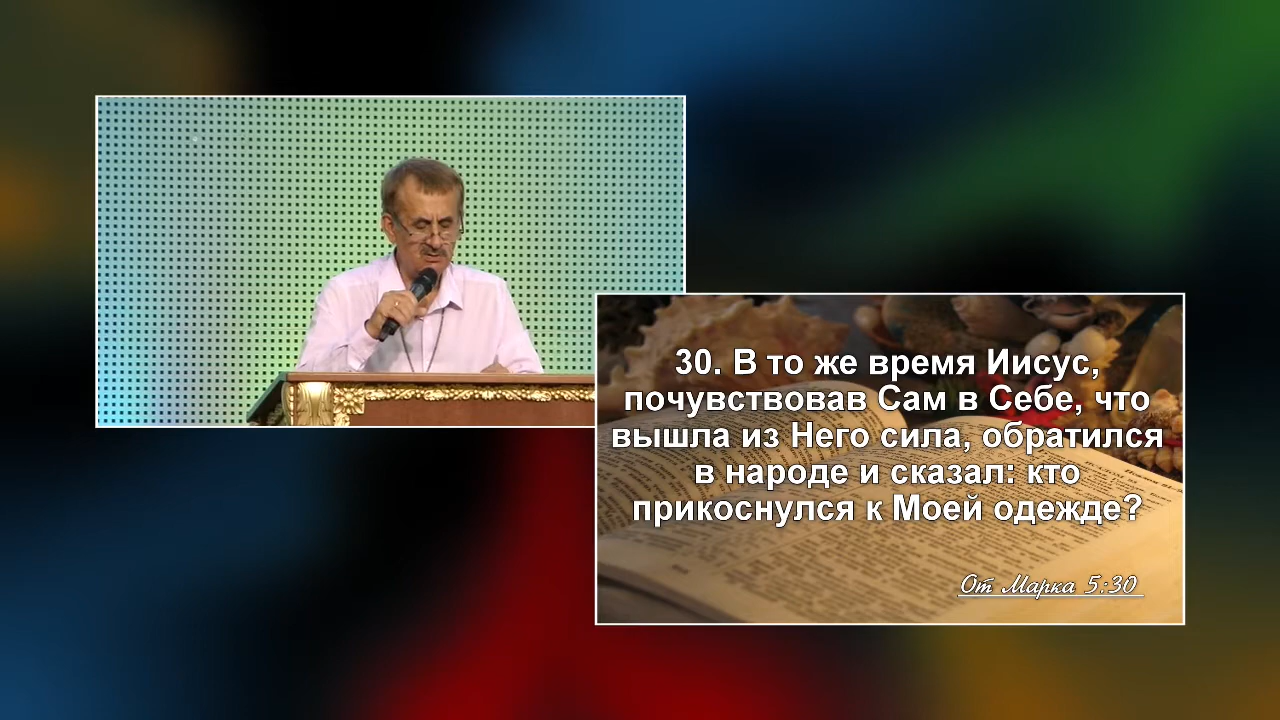 30. В то же время Иисус,
почувствовав Сам в Себе, что
вышла из Него сила, обратился
в народе и сказал: кто
прикоснулся к Моей одежде?
От Марка 5:30